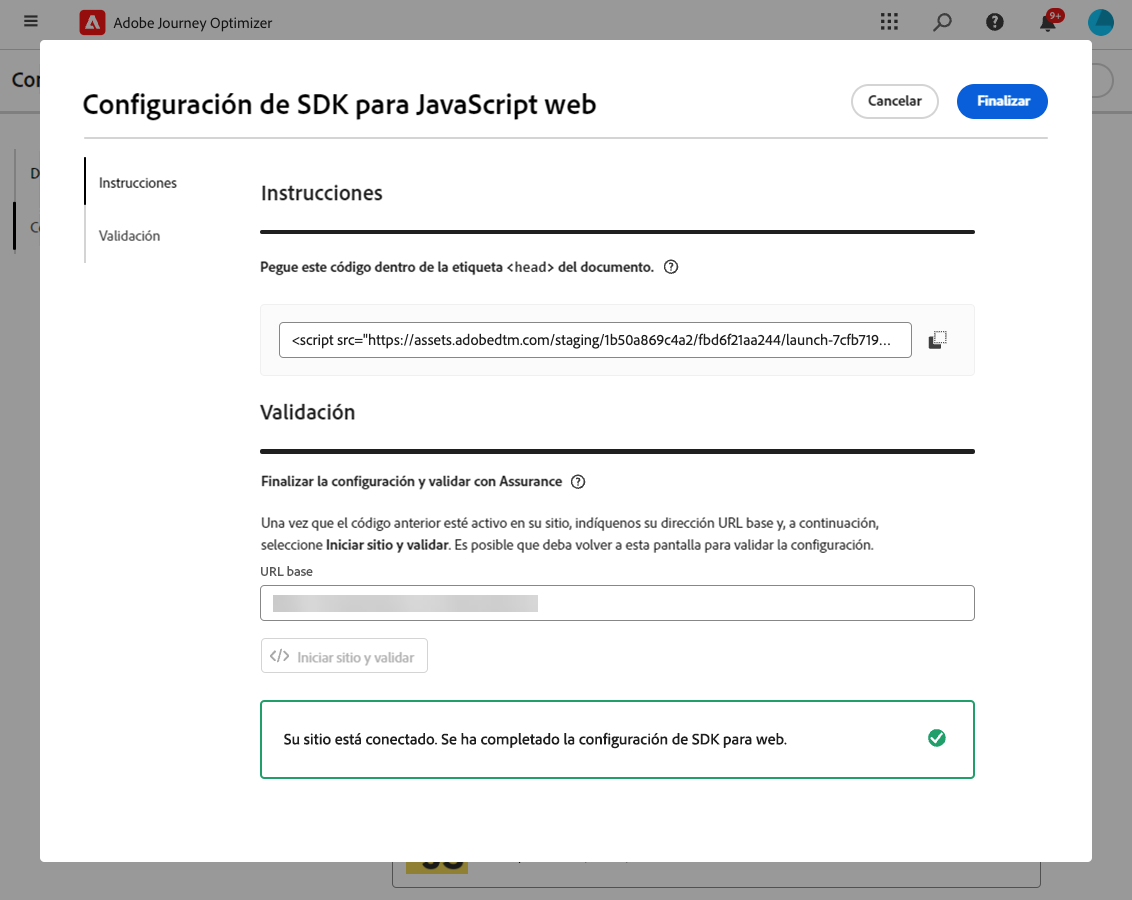 Adobe Journey Optimizer
9+
Configuración de SDK para JavaScript web
Cancelar
Finalizar
Instrucciones
Validación
Instrucciones
Pegue este código dentro de la etiqueta <head> del documento.
<script src="https://assets.adobedtm.com/staging/1b50a869c4a2/fbd6f21aa244/launch-7cfb719...
Validación
Finalizar la configuración y validar con Assurance
Una vez que el código anterior esté activo en su sitio, indíquenos su dirección URL base y, a continuación,
seleccione Iniciar sitio y validar. Es posible que deba volver a esta pantalla para validar la configuración.
URL base
</> Iniciar sitio y validar
Su sitio está conectado. Se ha completado la configuración de SDK para web.